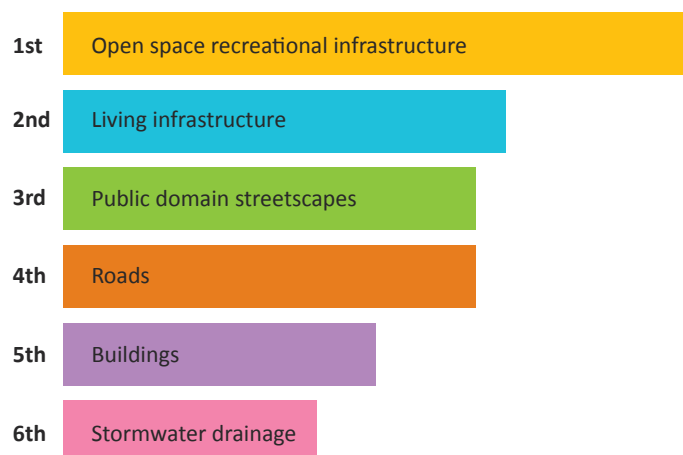 1st Open space recreational infrastructure
2nd Living infrastructure
3rd Public domain streetscapes
4th Roads
5th Buildings
6th Stormwater drainage